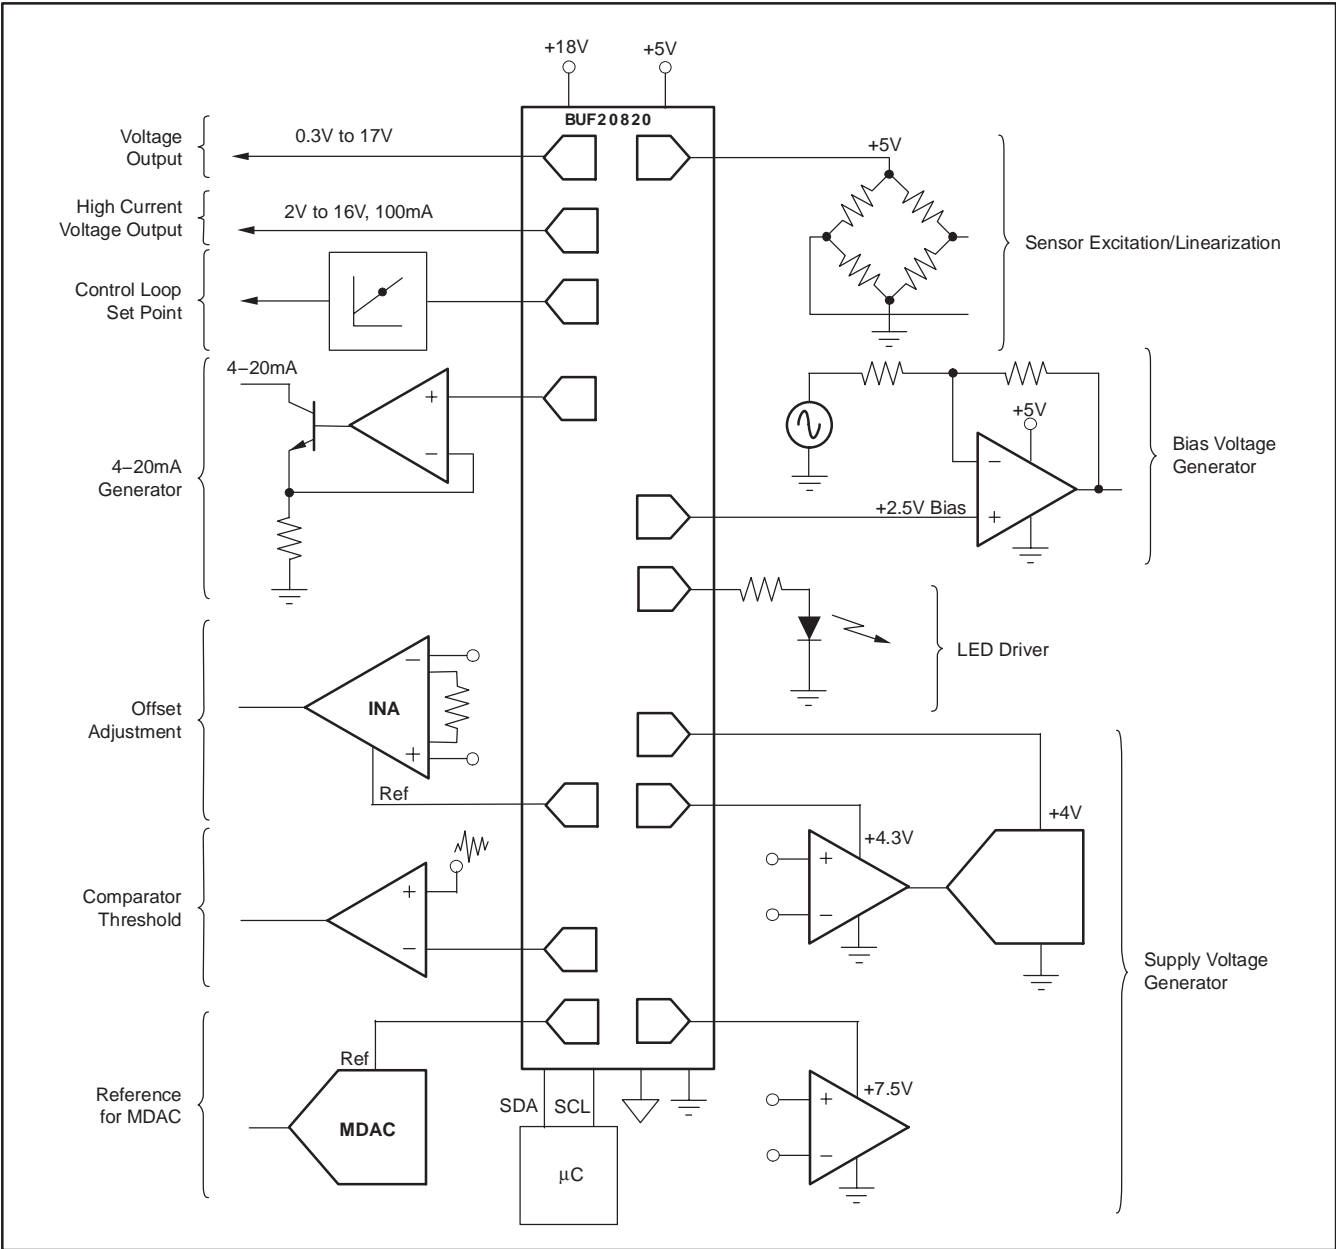 +18V
+5V
BUF20820
Voltage
Output
0.3V to 17V
+5V
High Current
Voltage Output
2V to 16V, 100mA
Sensor Excitation/Linearization
Control Loop
Set Point
4–20mA
+
−
4–20mA
Generator
+5V
−
+
+2.5V Bias
Bias Voltage
Generator
LED Driver
Offset
Adjustment
−
INA
+
Ref
+4V
+4.3V
+
−
Comparator
Threshold
+
−
Supply Voltage
Generator
Ref
Reference
for MDAC
MDAC
SDA
SCL
µC
+7.5V
+
−